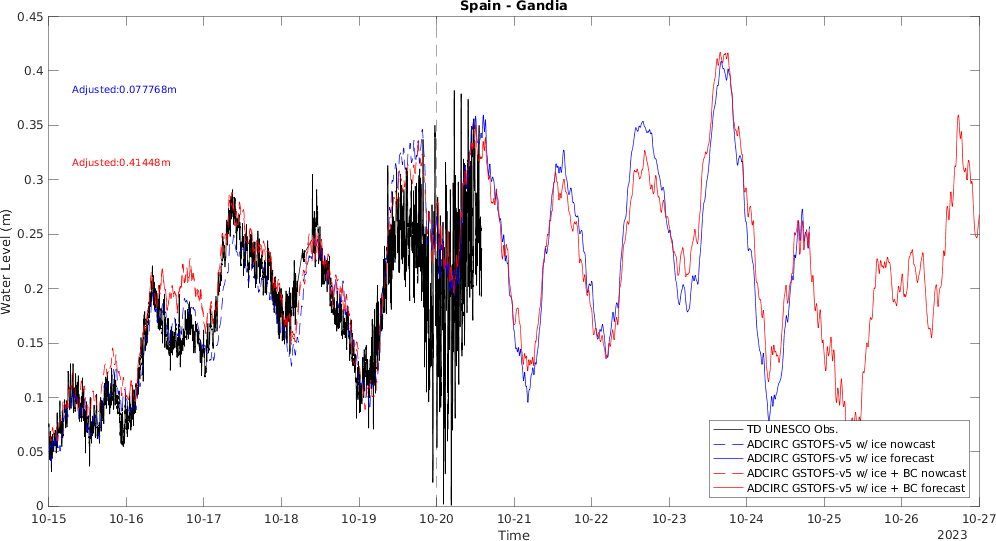 Spain - Gandia
0.45
0.4
0.35
0.3
0.25
0.2
0.15
0.1
0.05
0
Water Level (m)
Adjusted:0.077768m
Adjusted:0.41448m
TD UNESCO Obs.
ADCIRC GSTOFS-v5 w/ ice nowcast
ADCIRC GSTOFS-v5 w/ ice forecast
ADCIRC GSTOFS-v5 w/ ice + BC nowcast
ADCIRC GSTOFS-v5 w/ ice + BC forecast
10-15 10-16 10-17 10-18 10-19 10-20 10-21 10-22 10-23 10-24 10-25 10-26 10-27
Time
2023